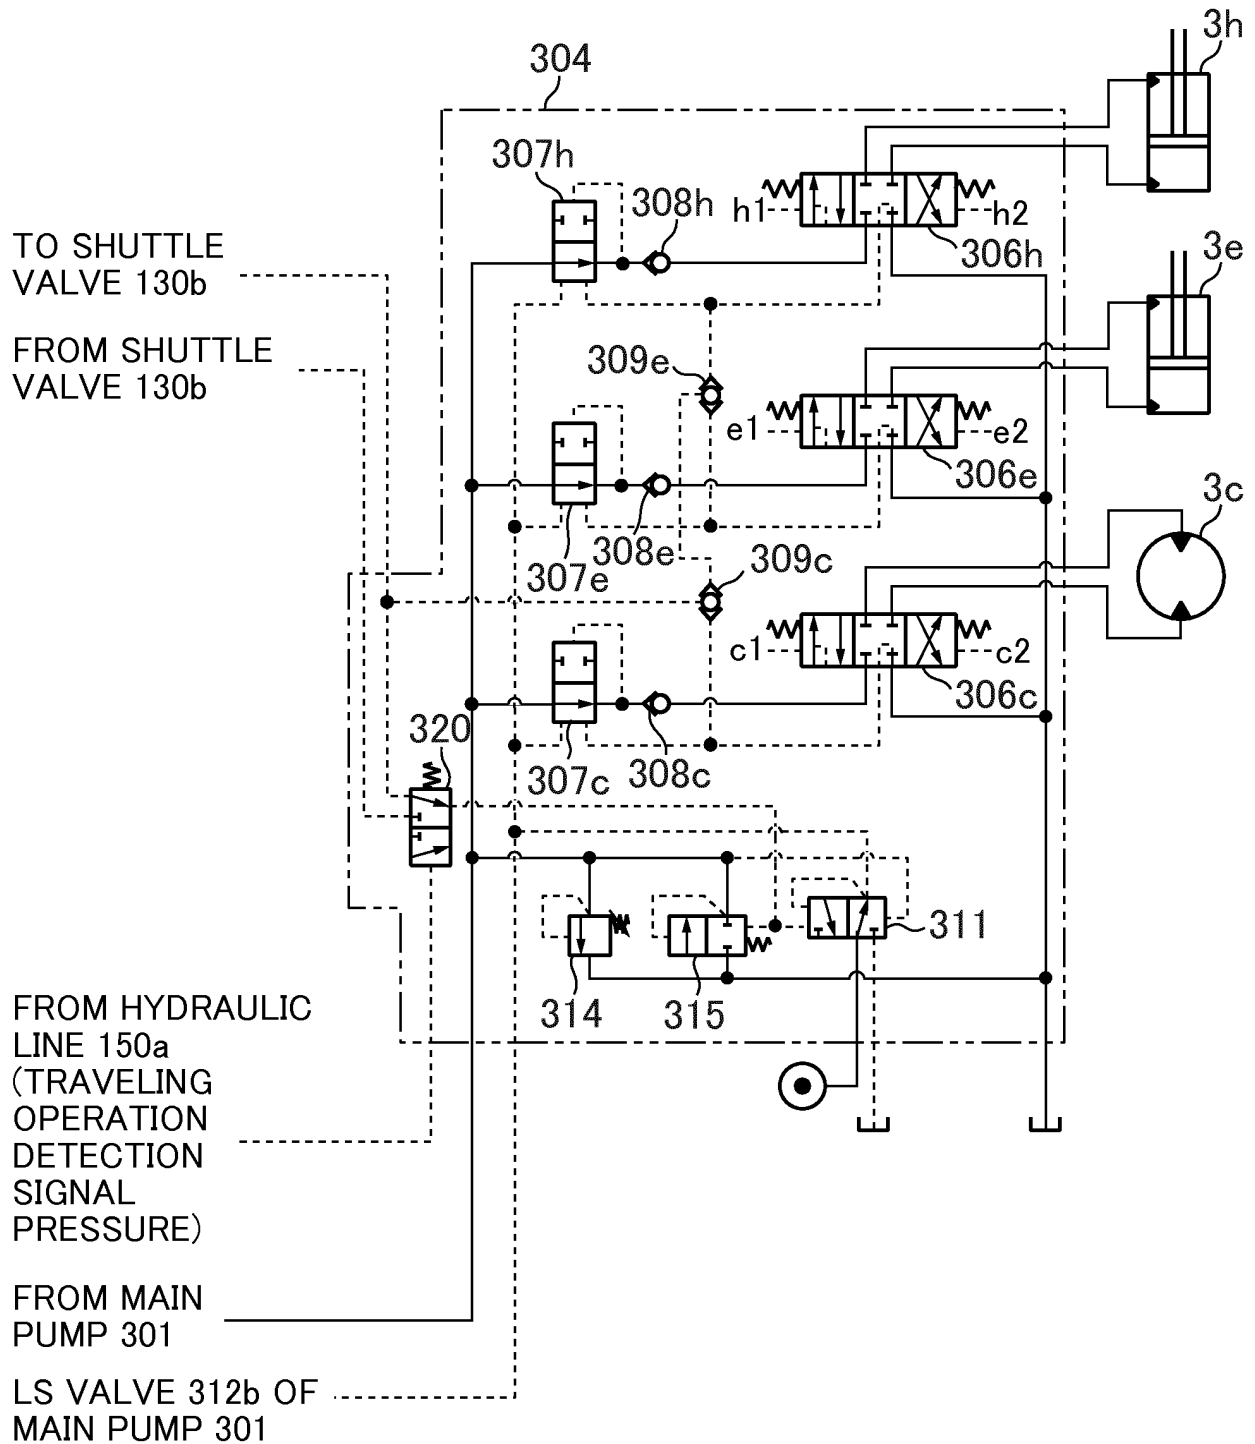 3h
304
307h
308h
h1
h2
306h
TO SHUTTLE
VALVE 130b
3e
FROM SHUTTLE
VALVE 130b
309e
e1
e2
306e
3c
308e
309c
307e
c1
c2
306c
320
307c
308c
311
314
315
FROM HYDRAULIC
LINE 150a
(TRAVELING
OPERATION
DETECTION
SIGNAL
PRESSURE)
FROM MAIN
PUMP 301
LS VALVE 312b OF
MAIN PUMP 301